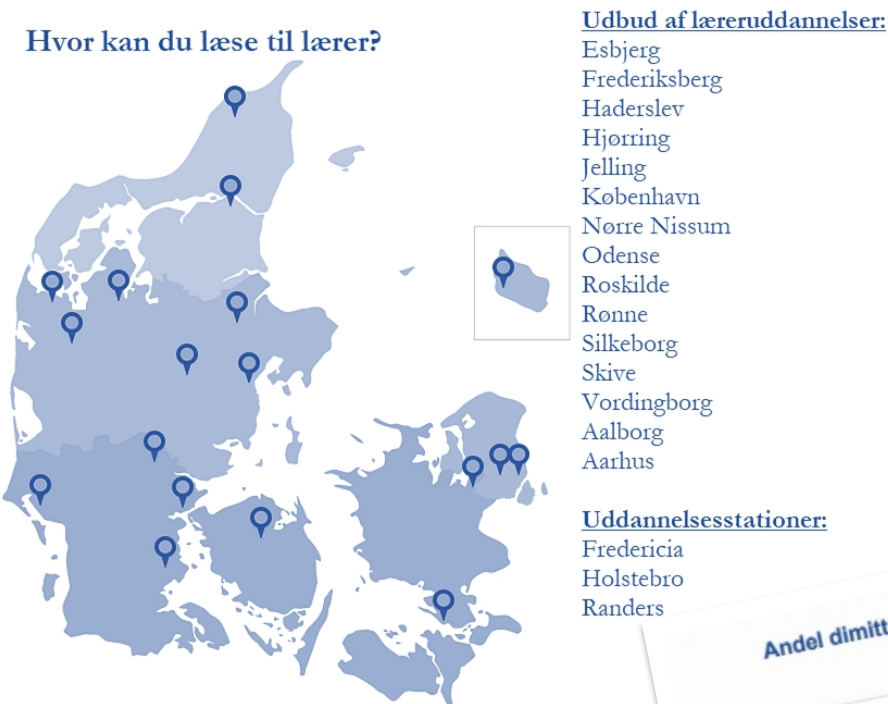 Hvor kan du læse til lærer?
Udbud af læreruddannelser:
Esbjerg
Frederiksberg
Haderslev
Hjørring
Jelling
København
Nørre Nissum
Odense
Roskilde
Rønne
Silkeborg
Skive
Vordingborg
Aalborg
Aarhus
Uddannelsesstationer:
Fredericia
Holstebro
Randers
Andel